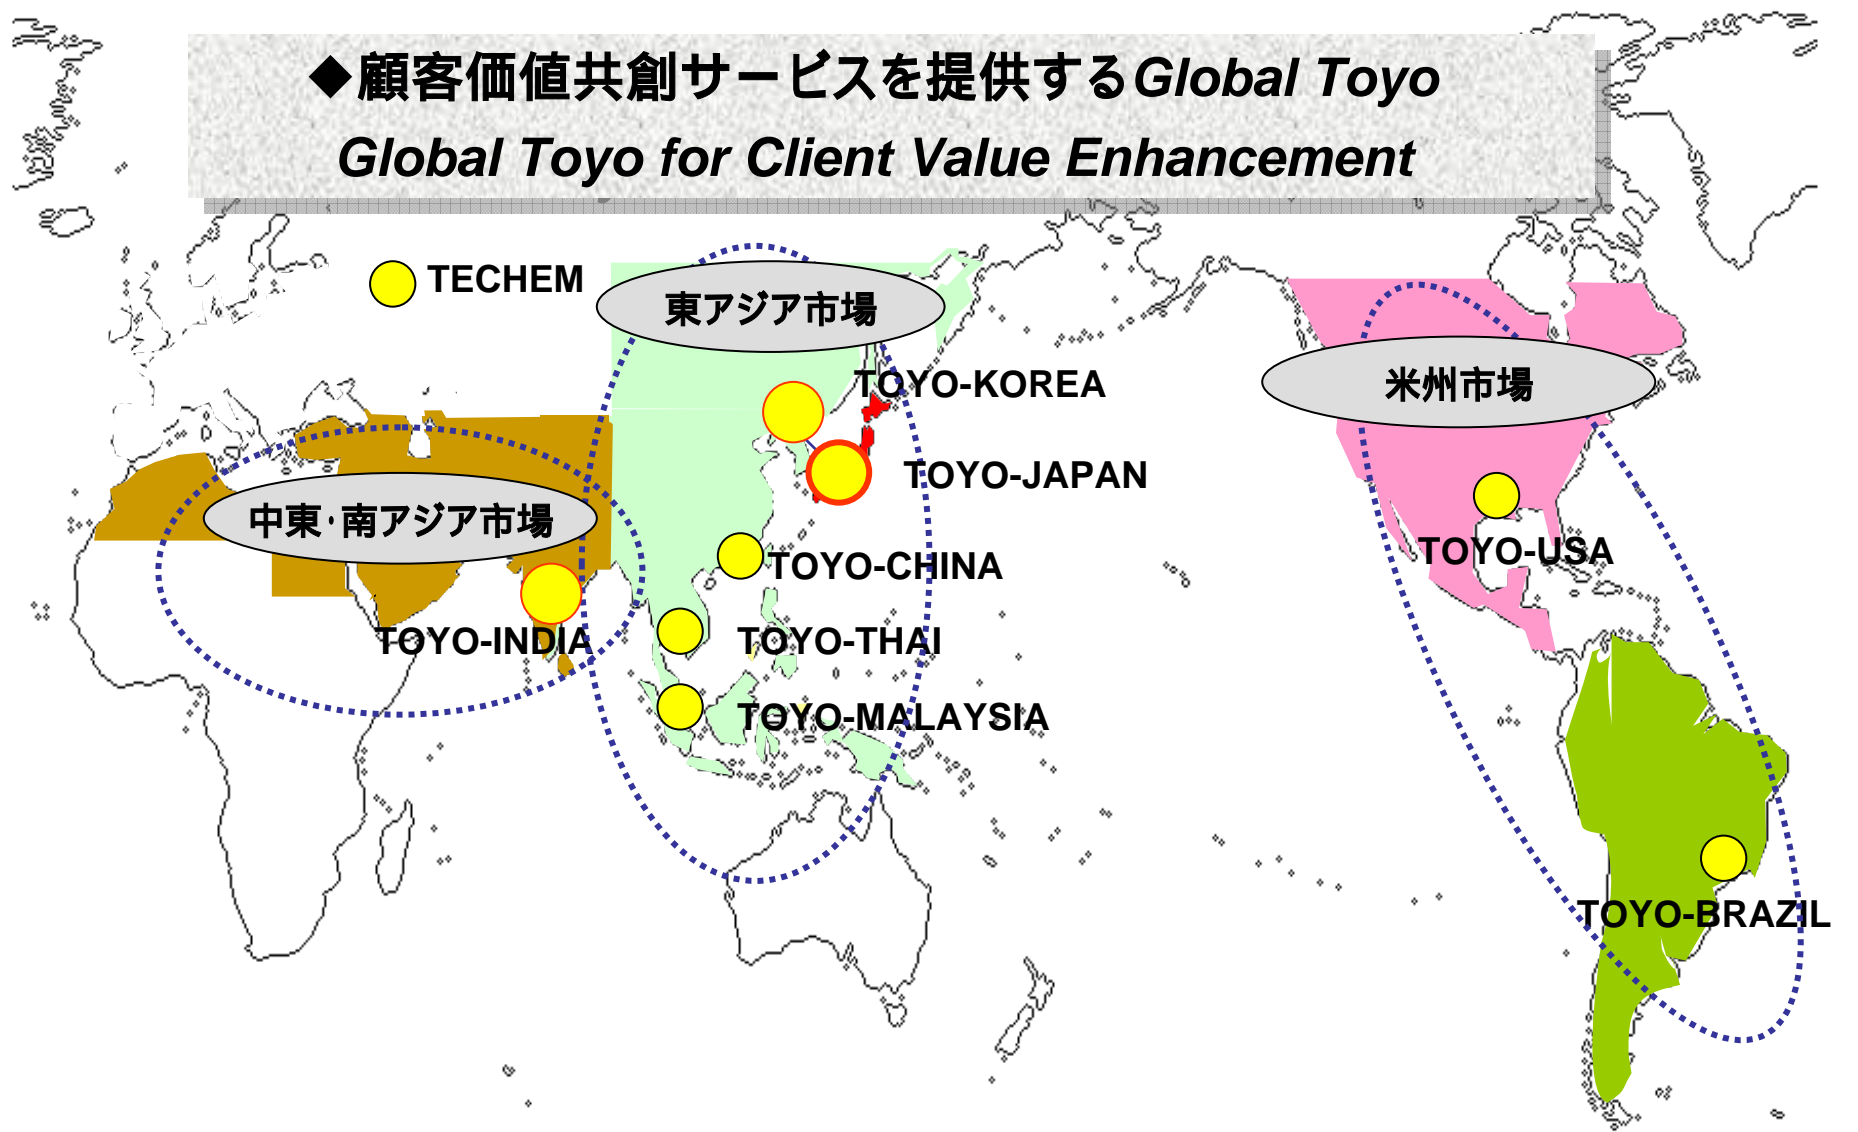 ◆顧客価値共創サービスを提供するGlobal Toyo
Global Toyo for Client Value Enhancement
TECHEM
東アジア市場
TOYO-KOREA
米州市場
TOYO-JAPAN
中東・南アジア市場
TOYO-USA
TOYO-CHINA
TOYO-INDIA
TOYO-THAI
TOYO-MALAYSIA
TOYO-BRAZIL